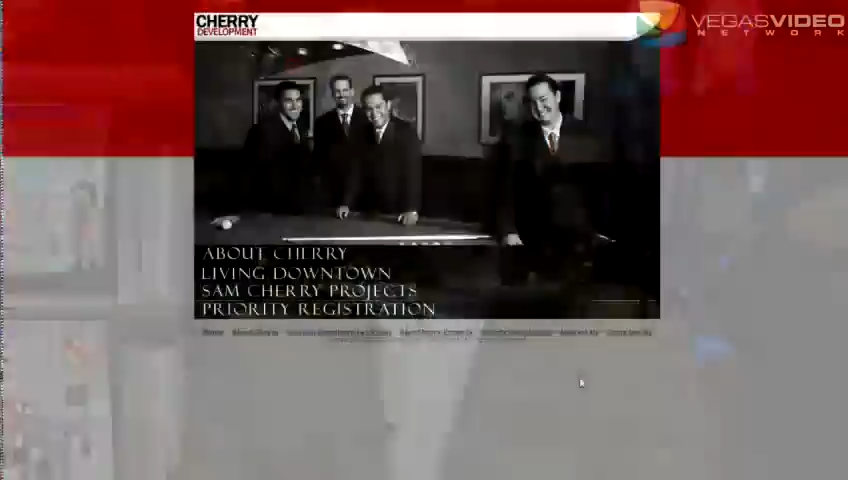 CHERRY
DEVELOPMENT
VEGASVIDEO
NETWORK
ABOUT CHERRY
LIVING DOWNTOWN
SAM CHERRY PROJECTS
PRIORITY REGISTRATION